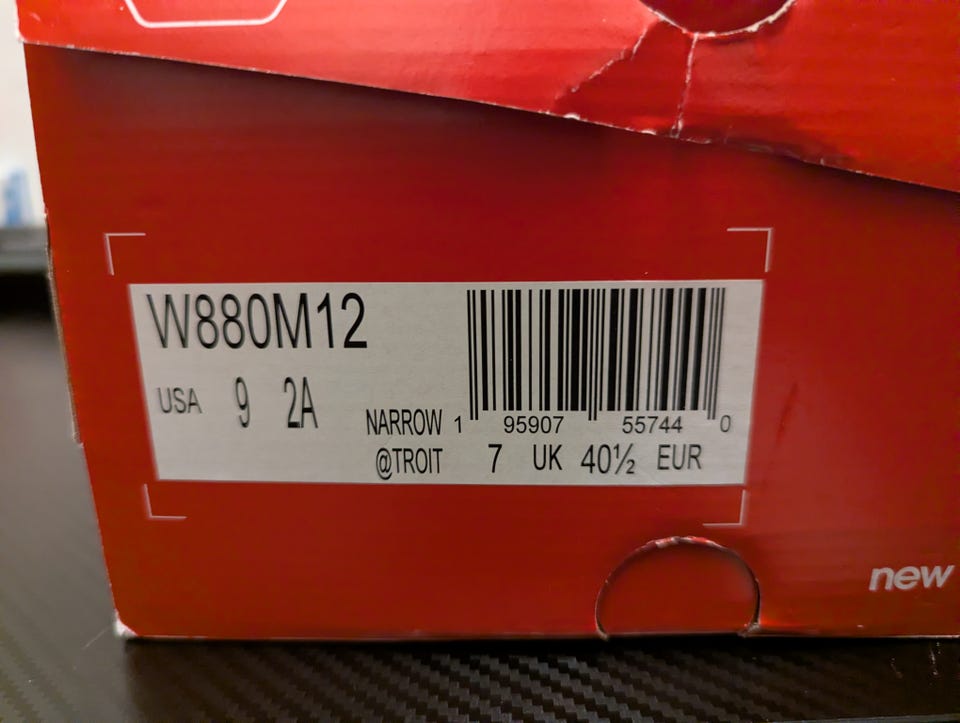 W880M12
USA 9 2A
NARROW 1 95907 55744 0
@TROIT 7 UK 40½ EUR
new